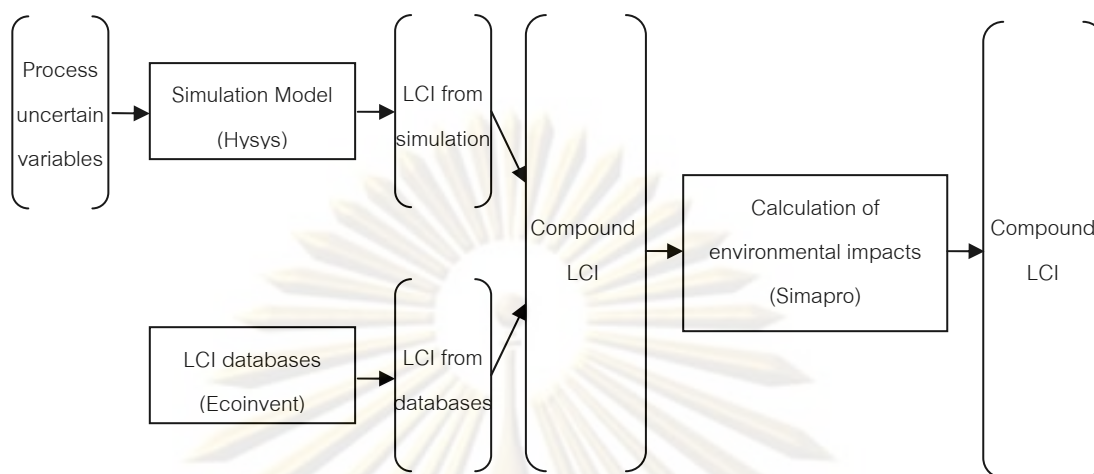 Process
uncertain
variables
Simulation Model
(Hysys)
LCI from
simulation
LCI databases
(Ecoinvent)
LCI from
databases
Compound
LCI
Calculation of
environmental impacts
(Simapro)
Compound
LCI